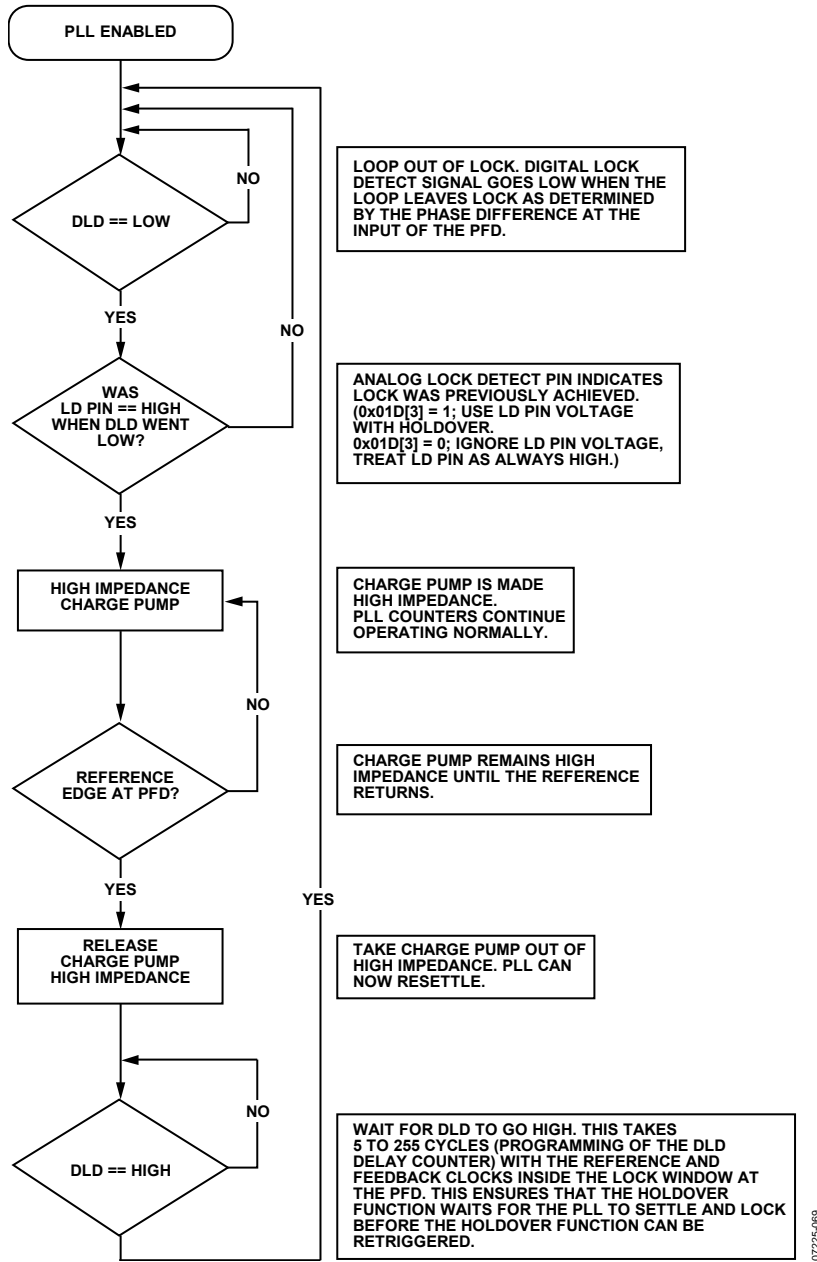 PLL ENABLED
NO
DLD == LOW
LOOP OUT OF LOCK. DIGITAL LOCK
DETECT SIGNAL GOES LOW WHEN THE
LOOP LEAVES LOCK AS DETERMINED
BY THE PHASE DIFFERENCE AT THE
INPUT OF THE PFD.
YES
NO
WAS
LD PIN == HIGH
WHEN DLD WENT
LOW?
ANALOG LOCK DETECT PIN INDICATES
LOCK WAS PREVIOUSLY ACHIEVED.
(0x01D[3] = 1; USE LD PIN VOLTAGE
WITH HOLDOVER.
0x01D[3] = 0; IGNORE LD PIN VOLTAGE,
TREAT LD PIN AS ALWAYS HIGH.)
YES
HIGH IMPEDANCE
CHARGE PUMP
CHARGE PUMP IS MADE
HIGH IMPEDANCE.
PLL COUNTERS CONTINUE
OPERATING NORMALLY.
NO
REFERENCE
EDGE AT PFD?
CHARGE PUMP REMAINS HIGH
IMPEDANCE UNTIL THE REFERENCE
RETURNS.
YES
YES
RELEASE
CHARGE PUMP
HIGH IMPEDANCE
TAKE CHARGE PUMP OUT OF
HIGH IMPEDANCE. PLL CAN
NOW RESETTLE.
NO
DLD == HIGH
WAIT FOR DLD TO GO HIGH. THIS TAKES
5 TO 255 CYCLES (PROGRAMMING OF THE DLD
DELAY COUNTER) WITH THE REFERENCE AND
FEEDBACK CLOCKS INSIDE THE LOCK WINDOW AT
THE PFD. THIS ENSURES THAT THE HOLDOVER
FUNCTION WAITS FOR THE PLL TO SETTLE AND LOCK
BEFORE THE HOLDOVER FUNCTION CAN BE
RETRIGGERED.
07225-069